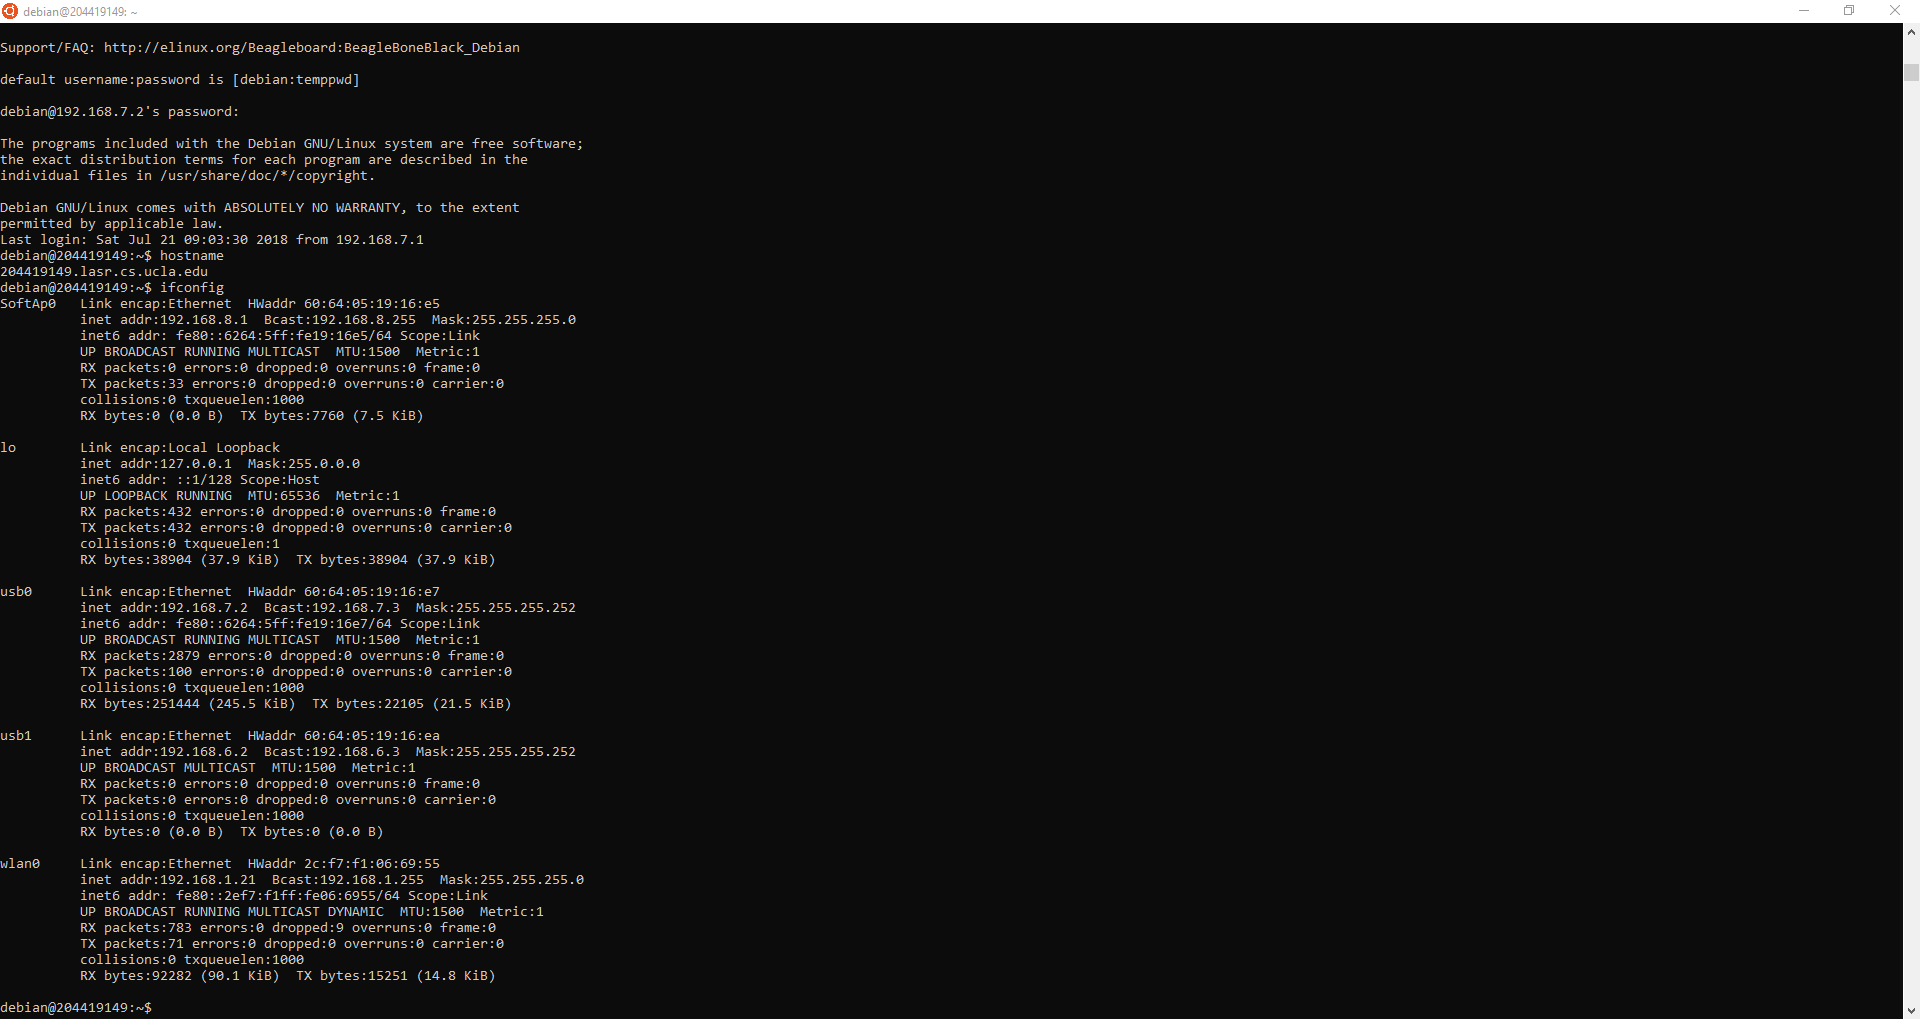 debian@204419149: ~
Support/FAQ: http://elinux.org/Beagleboard:BeagleBoneBlack_Debian
default username:password is [debian:temppwd]
debian@192.168.7.2's password:
The programs included with the Debian GNU/Linux system are free software;
the exact distribution terms for each program are described in the
individual files in /usr/share/doc/*/copyright.
Debian GNU/Linux comes with ABSOLUTELY NO WARRANTY, to the extent
permitted by applicable law.
Last login: Sat Jul 21 09:03:30 2018 from 192.168.7.1
debian@204419149:~$ hostname
204419149.lasr.cs.ucla.edu
debian@204419149:~$ ifconfig
SoftAp0   Link encap:Ethernet  HWaddr 60:64:05:19:16:e5
          inet addr:192.168.8.1  Bcast:192.168.8.255  Mask:255.255.255.0
          inet6 addr: fe80::6264:5ff:fe19:16e5/64 Scope:Link
          UP BROADCAST RUNNING MULTICAST  MTU:1500  Metric:1
          RX packets:0 errors:0 dropped:0 overruns:0 frame:0
          TX packets:33 errors:0 dropped:0 overruns:0 carrier:0
          collisions:0 txqueuelen:1000
          RX bytes:0 (0.0 B)  TX bytes:7760 (7.5 KiB)
lo        Link encap:Local Loopback
          inet addr:127.0.0.1  Mask:255.0.0.0
          inet6 addr: ::1/128 Scope:Host
          UP LOOPBACK RUNNING  MTU:65536  Metric:1
          RX packets:432 errors:0 dropped:0 overruns:0 frame:0
          TX packets:432 errors:0 dropped:0 overruns:0 carrier:0
          collisions:0 txqueuelen:1
          RX bytes:38904 (37.9 KiB)  TX bytes:38904 (37.9 KiB)
usb0      Link encap:Ethernet  HWaddr 60:64:05:19:16:e7
          inet addr:192.168.7.2  Bcast:192.168.7.3  Mask:255.255.255.252
          inet6 addr: fe80::6264:5ff:fe19:16e7/64 Scope:Link
          UP BROADCAST RUNNING MULTICAST  MTU:1500  Metric:1
          RX packets:2879 errors:0 dropped:0 overruns:0 frame:0
          TX packets:100 errors:0 dropped:0 overruns:0 carrier:0
          collisions:0 txqueuelen:1000
          RX bytes:251444 (245.5 KiB)  TX bytes:22105 (21.5 KiB)
usb1      Link encap:Ethernet  HWaddr 60:64:05:19:16:ea
          inet addr:192.168.6.2  Bcast:192.168.6.3  Mask:255.255.255.252
          UP BROADCAST MULTICAST  MTU:1500  Metric:1
          RX packets:0 errors:0 dropped:0 overruns:0 frame:0
          TX packets:0 errors:0 dropped:0 overruns:0 carrier:0
          collisions:0 txqueuelen:1000
          RX bytes:0 (0.0 B)  TX bytes:0 (0.0 B)
wlan0     Link encap:Ethernet  HWaddr 2c:f7:f1:06:69:55
          inet addr:192.168.1.21  Bcast:192.168.1.255  Mask:255.255.255.0
          inet6 addr: fe80::2ef7:f1ff:fe06:6955/64 Scope:Link
          UP BROADCAST RUNNING MULTICAST DYNAMIC  MTU:1500  Metric:1
          RX packets:783 errors:0 dropped:9 overruns:0 frame:0
          TX packets:71 errors:0 dropped:0 overruns:0 carrier:0
          collisions:0 txqueuelen:1000
          RX bytes:92282 (90.1 KiB)  TX bytes:15251 (14.8 KiB)
debian@204419149:~$